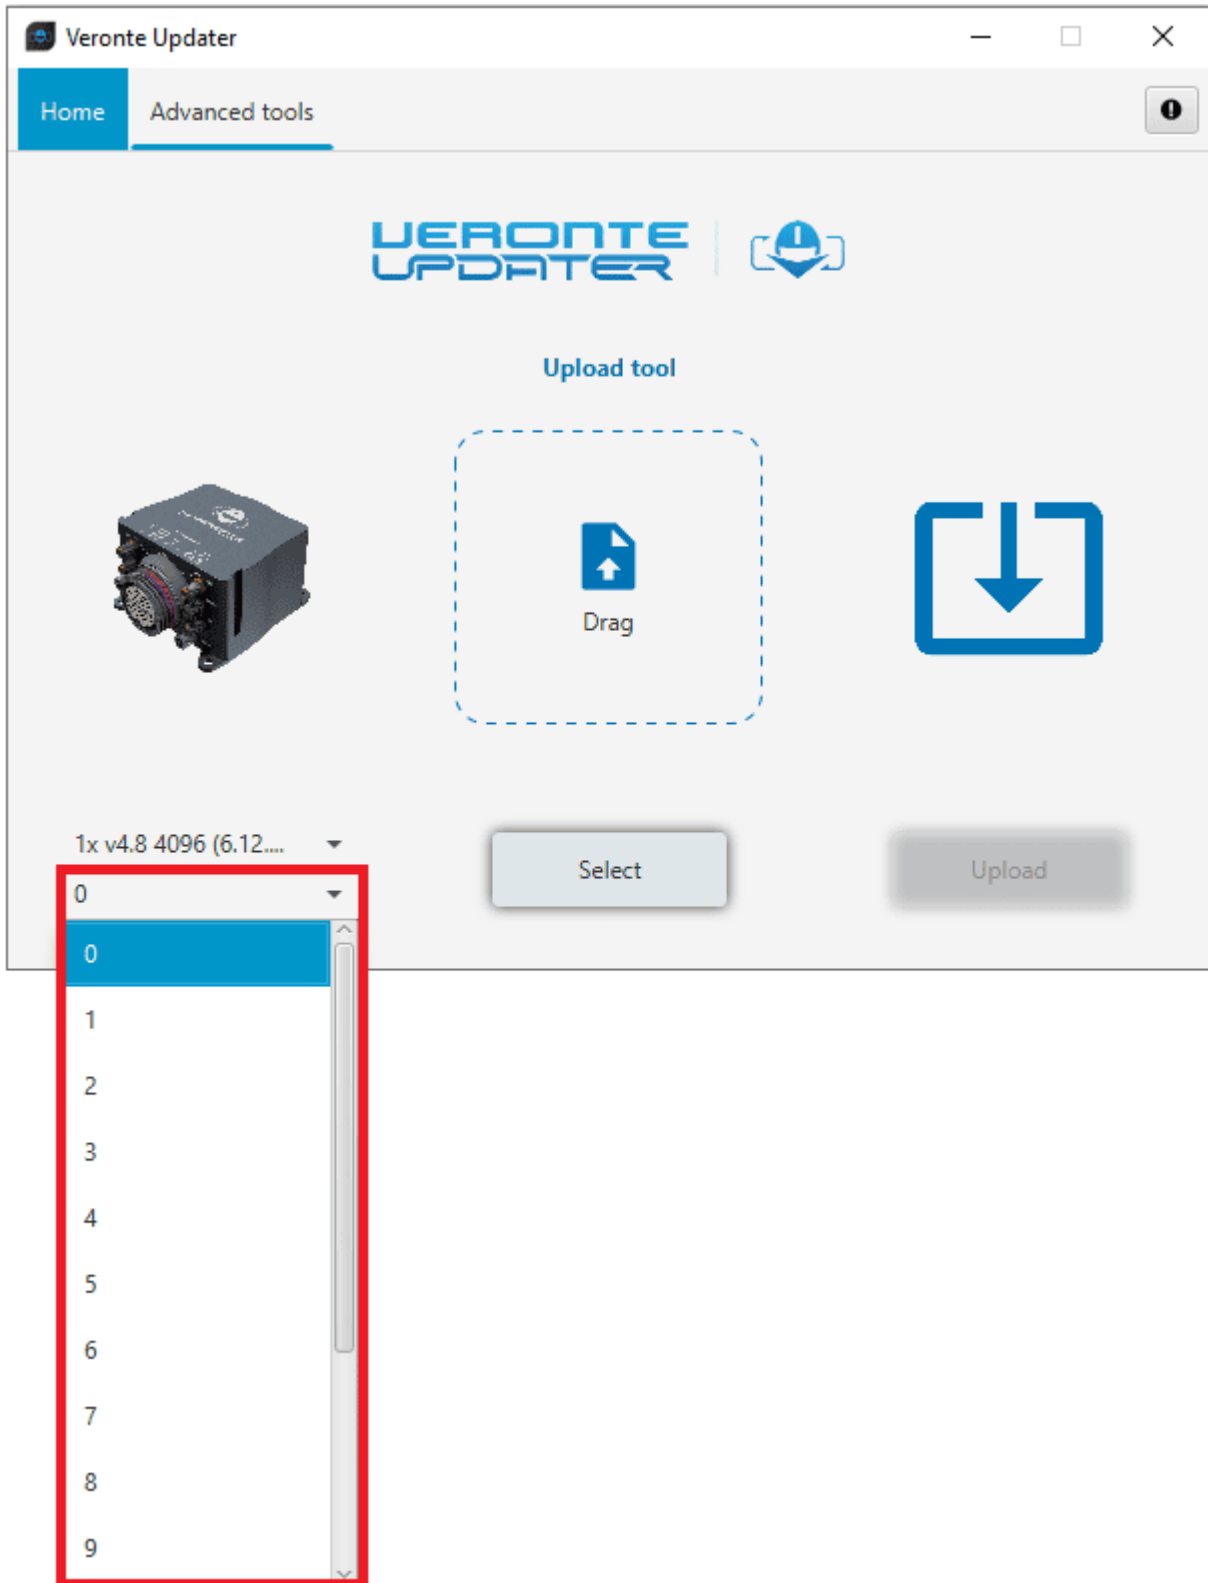 Veronte Updater
Home
Advanced tools
VERONTE
UPDATER
Upload tool
Drag
1x v4.8 4096 (6.12....
Select
Upload
0
0
1
2
3
4
5
6
7
8
9